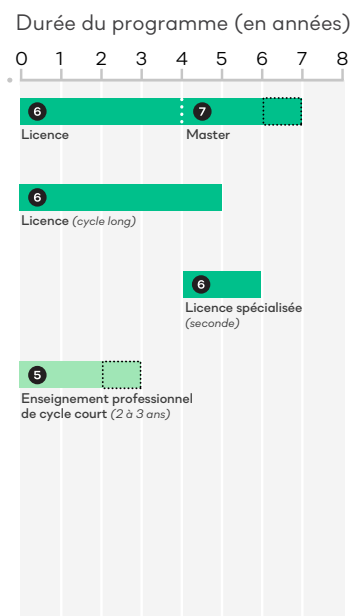 Durée du programme (en années)
0 1 2 3 4 5 6 7 8
6 7
Licence Master
6
Licence (cycle long)
6
Licence spécialisée
(seconde)
5
Enseignement professionnel
de cycle court (2 à 3 ans)